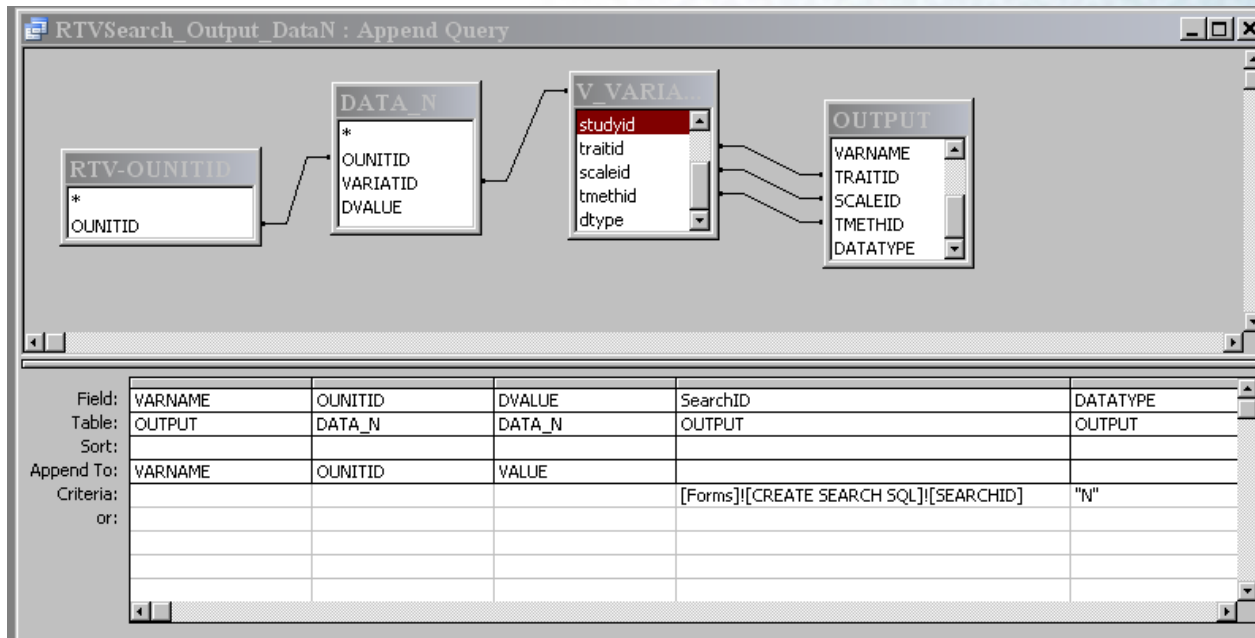 RTVSearch_Output_DataN : Append Query
RTV-OUNITID
*
OUNITID
DATA_N
*
OUNITID
VARIATID
DVALUE
V_VARIA...
studyid
traitid
scaleid
tmethid
dtype
OUTPUT
VARNAME
TRAITID
SCALEID
TMETHID
DATATYPE
Field: VARNAME OUNITID DVALUE SearchID DATATYPE
Table: OUTPUT DATA_N DATA_N OUTPUT OUTPUT
Sort:
Append To: VARNAME OUNITID VALUE
Criteria: [Forms]![CREATE SEARCH SQL]![SEARCHID] "N"
or: